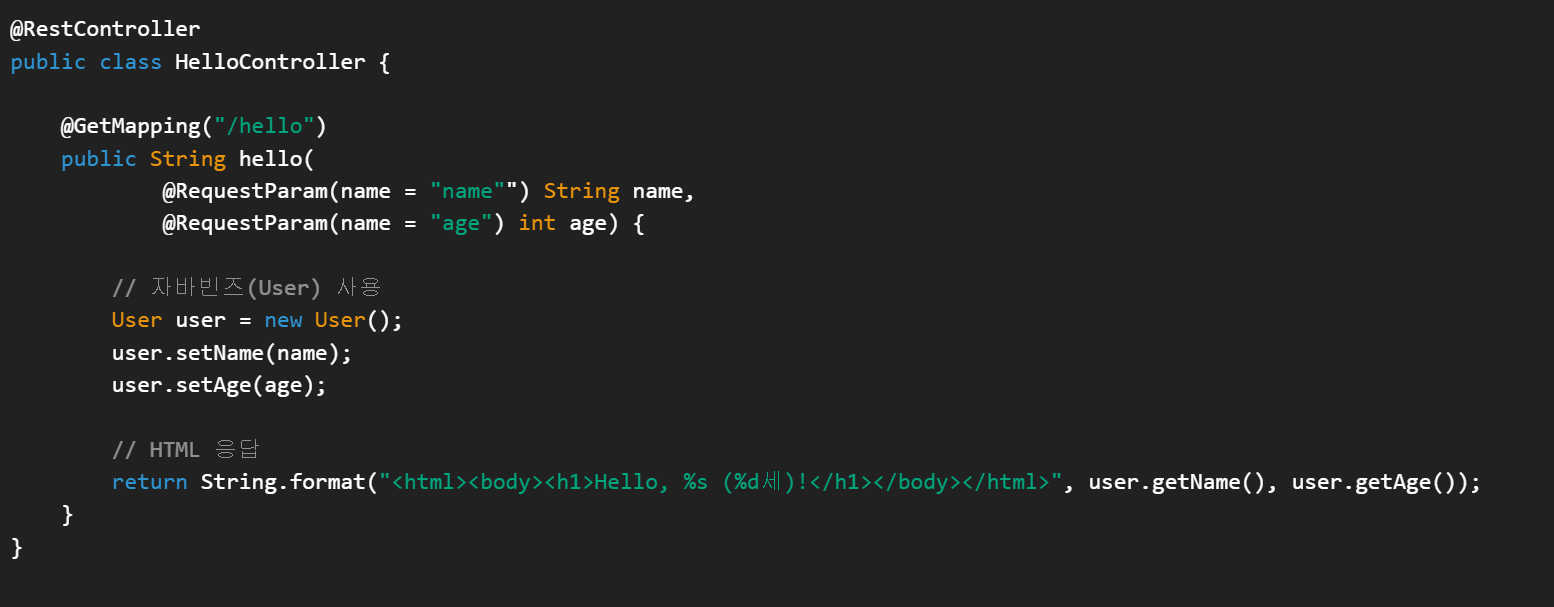 @RestController
public class HelloController {
@GetMapping("/hello")
public String hello(
@RequestParam(name = "name"") String name,
@RequestParam(name = "age") int age) {
// 자바빈즈(User) 사용
User user = new User();
user.setName(name);
user.setAge(age);
// HTML 응답
return String.format("<html><body><h1>Hello, %s (%d세)!</h1></body></html>", user.getName(), user.getAge());
}
}